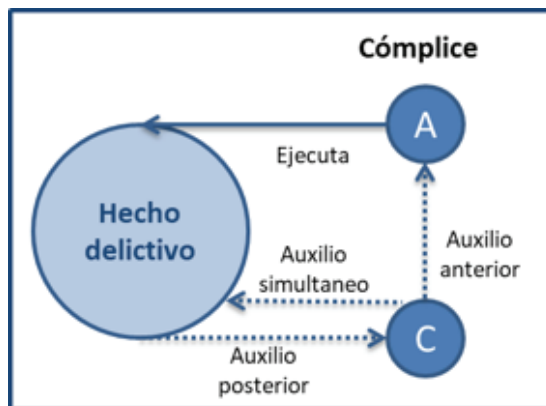 Cómplice
A
Ejecuta
Hecho
delictivo
Auxilio
simultaneo
Auxilio
anterior
C
Auxilio
posterior